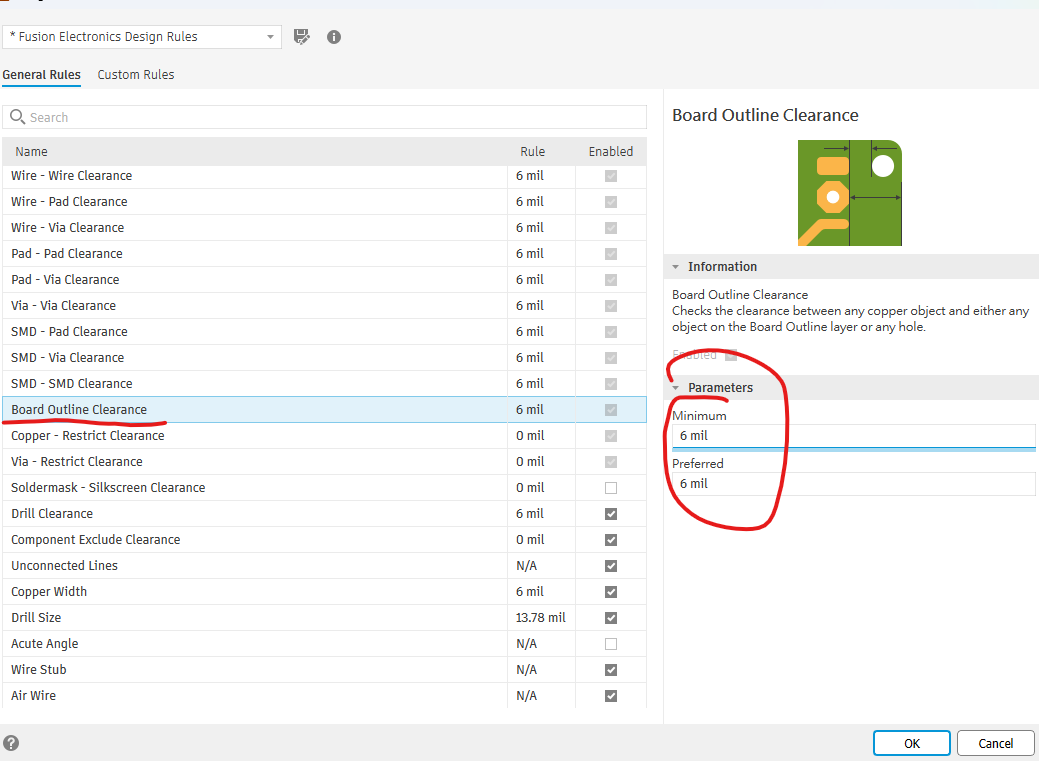 * Fusion Electronics Design Rules
General Rules Custom Rules
Search
Name Rule Enabled
Wire - Wire Clearance 6 mil
Wire - Pad Clearance 6 mil
Wire - Via Clearance 6 mil
Pad - Pad Clearance 6 mil
Pad - Via Clearance 6 mil
Via - Via Clearance 6 mil
SMD - Pad Clearance 6 mil
SMD - Via Clearance 6 mil
SMD - SMD Clearance 6 mil
Board Outline Clearance 6 mil
Copper - Restrict Clearance 0 mil
Via - Restrict Clearance 0 mil
Soldermask - Silkscreen Clearance 0 mil
Drill Clearance 6 mil
Component Exclude Clearance 0 mil
Unconnected Lines N/A
Copper Width 6 mil
Drill Size 13.78 mil
Acute Angle N/A
Wire Stub N/A
Air Wire N/A
Board Outline Clearance
Information
Board Outline Clearance
Checks the clearance between any copper object and either any
object on the Board Outline layer or any hole.
Enabled
Parameters
Minimum
6 mil
Preferred
6 mil
OK Cancel